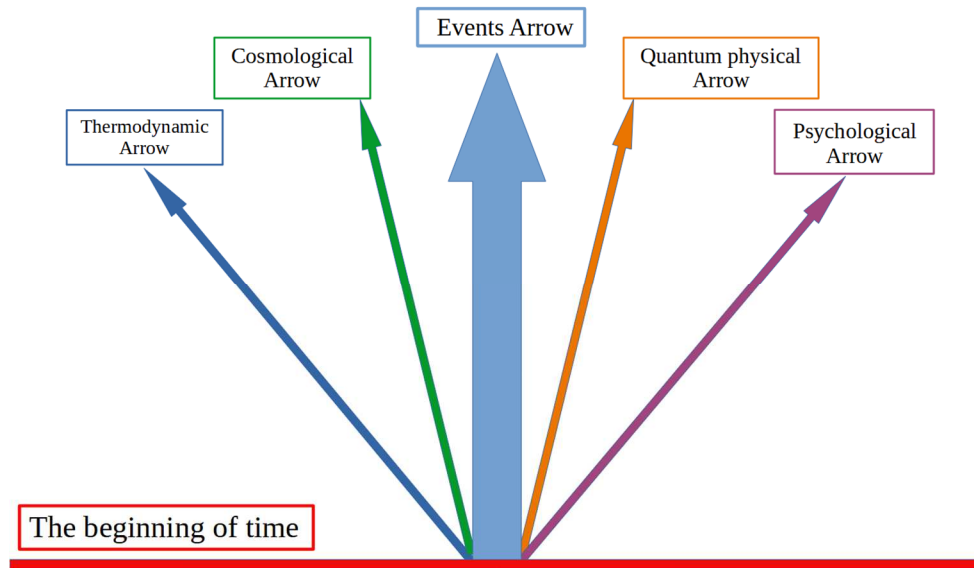 Events Arrow
Cosmological
Arrow
Quantum physical
Arrow
Thermodynamic
Arrow
Psychological
Arrow
The beginning of time